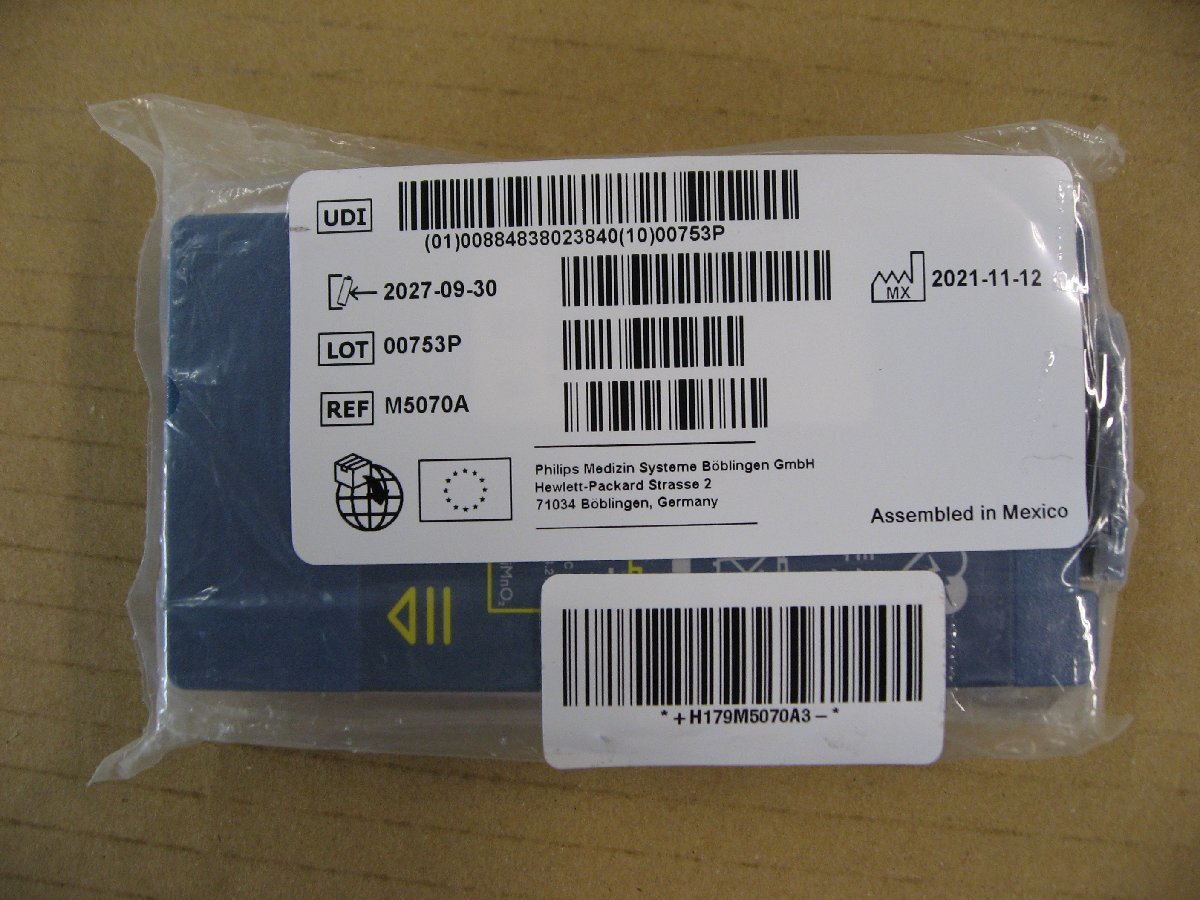 UDI
(01)00884838023840(10)00753P
2027-09-30
MX
2021-11-12
LOT 00753P
REF M5070A
Philips Medizin Systeme Böblingen GmbH
Hewlett-Packard Strasse 2
71034 Böblingen, Germany
Assembled in Mexico
MnO₂
*+H179M5070A3-*